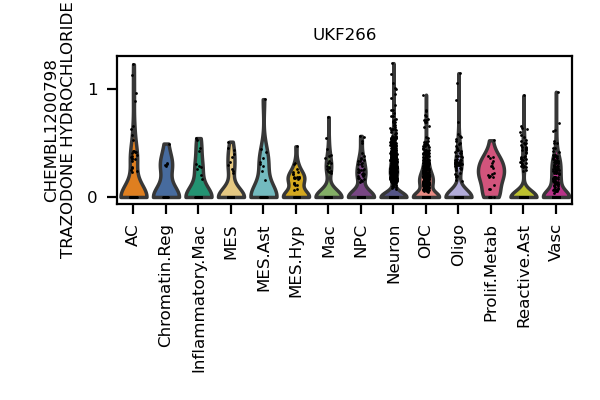 UKF266
CHEMBL1200798
TRAZODONE HYDROCHLORIDE
1
0
AC
Chromatin.Reg
Inflammatory.Mac
MES
MES.Ast
MES.Hyp
Mac
NPC
Neuron
OPC
Oligo
Prolif.Metab
Reactive.Ast
Vasc